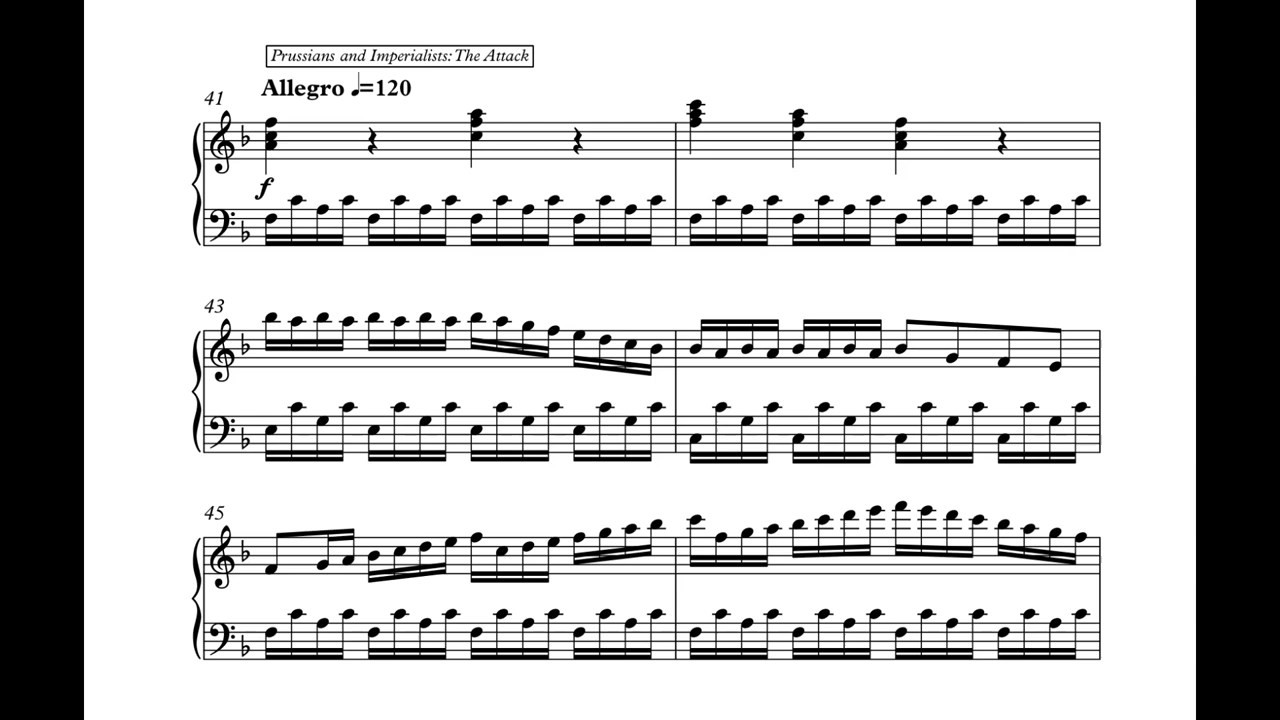 Prussians and Imperialists: The Attack
Allegro ♩=120
41
f
43
45